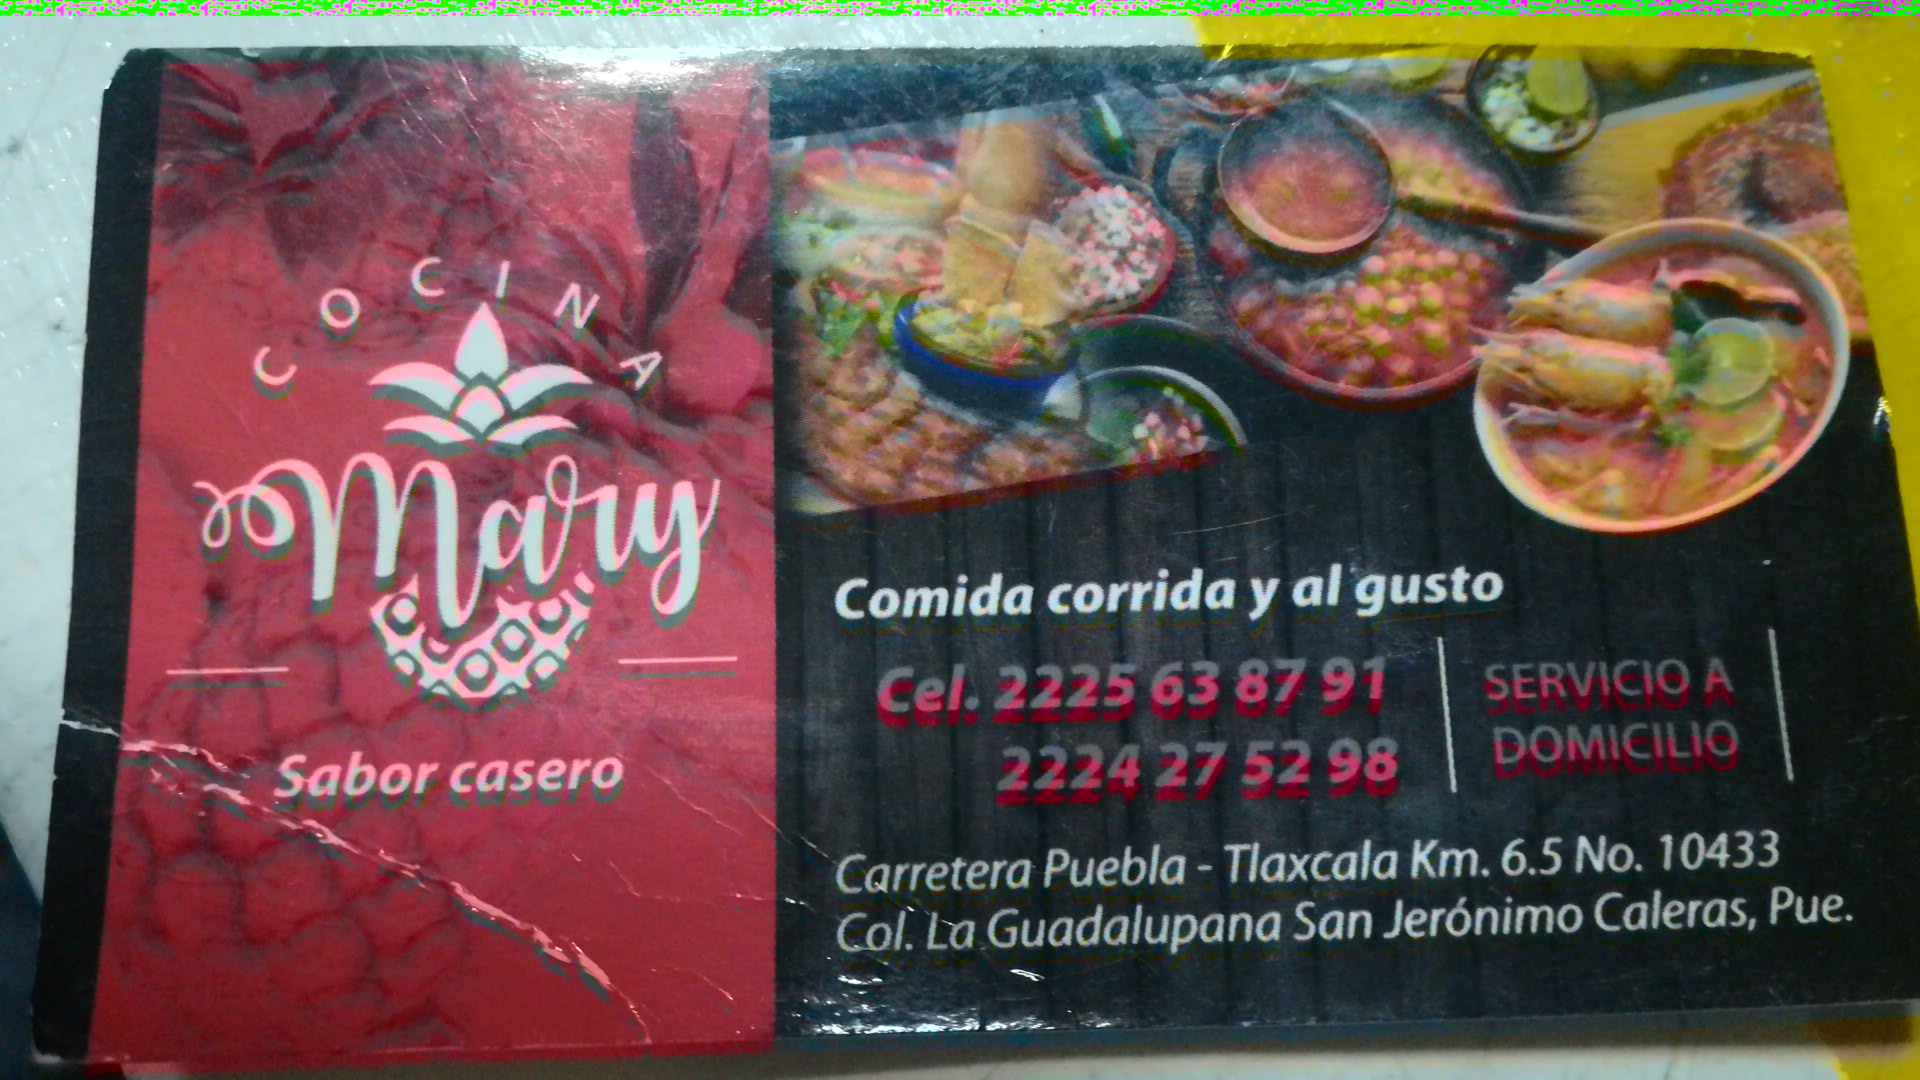 COCINA
Mary
Sabor casero
Comida corrida y al gusto
Cel. 2225 63 87 91
2224 27 52 98
SERVICIO A
DOMICILIO
Carretera Puebla - Tlaxcala Km. 6.5 No. 10433
Col. La Guadalupana San Jerónimo Caleras, Pue.